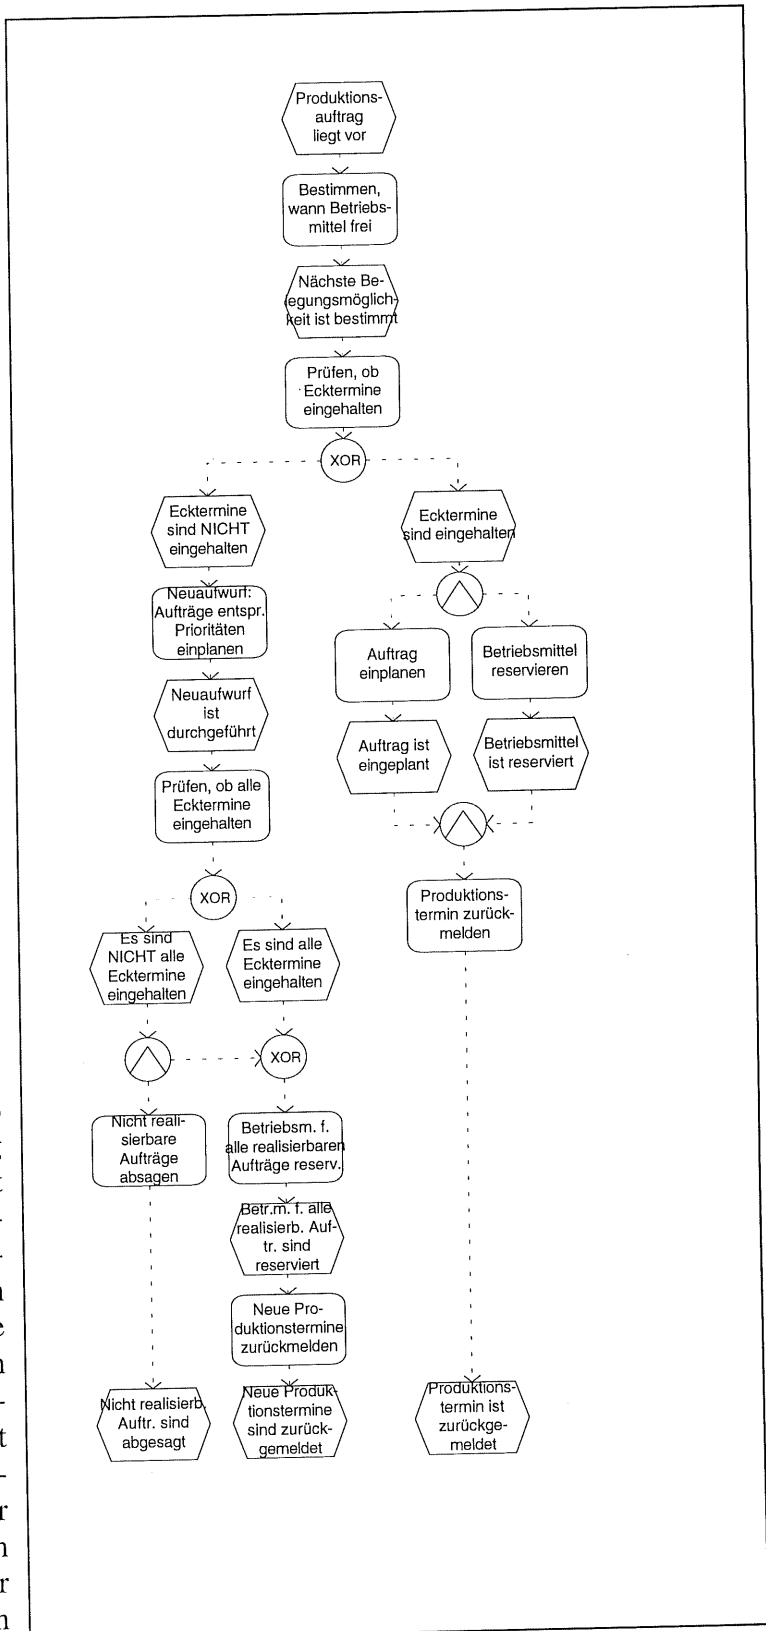 Produktions-
auftrag
liegt vor
Bestimmen,
wann Betriebs-
mittel frei
Nächste Be-
legungsmöglich-
keit ist bestimmt
Prüfen, ob
Ecktermine
eingehalten
XOR
Ecktermine
sind NICHT
eingehalten
Ecktermine
sind eingehalten
Neuaufwurf:
Aufträge entspr.
Prioritäten
einplanen
Auftrag
einplanen
Betriebsmittel
reservieren
Neuaufwurf
ist
durchgeführt
Auftrag ist
eingeplant
Betriebsmittel
ist reserviert
Prüfen, ob alle
Ecktermine
eingehalten
XOR
Produktions-
termin zurück-
melden
Es sind
NICHT alle
Ecktermine
eingehalten
Es sind alle
Ecktermine
eingehalten
XOR
Nicht reali-
sierbare
Aufträge
absagen
Betriebsm. f.
alle realisierbaren
Aufträge reserv.
Betr.m. f. alle
realisierb. Auf-
tr. sind
reserviert
Neue Pro-
duktionstermine
zurückmelden
Nicht realisierb.
Auftr. sind
abgesagt
Neue Produk-
tionstermine
sind zurück-
gemeldet
Produktions-
termin ist
zurückge-
meldet